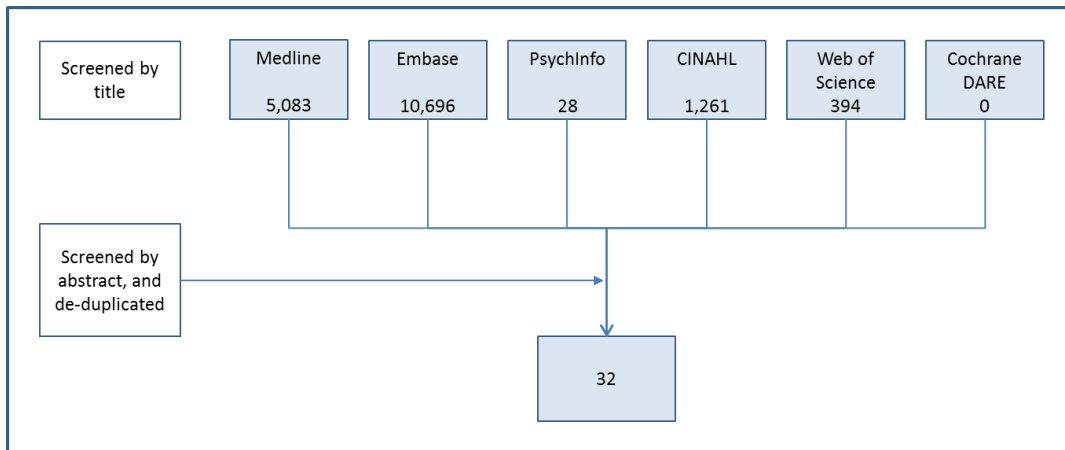 Screened by
title
Medline
5,083
Embase
10,696
PsychInfo
28
CINAHL
1,261
Web of
Science
394
Cochrane
DARE
0
Screened by
abstract, and
de-duplicated
32